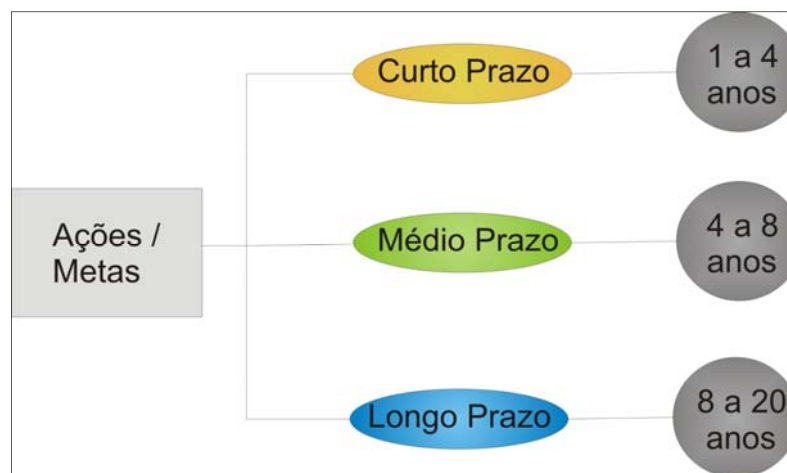 Curto Prazo
1 a 4
anos
Ações /
Metas
Médio Prazo
4 a 8
anos
Longo Prazo
8 a 20
anos